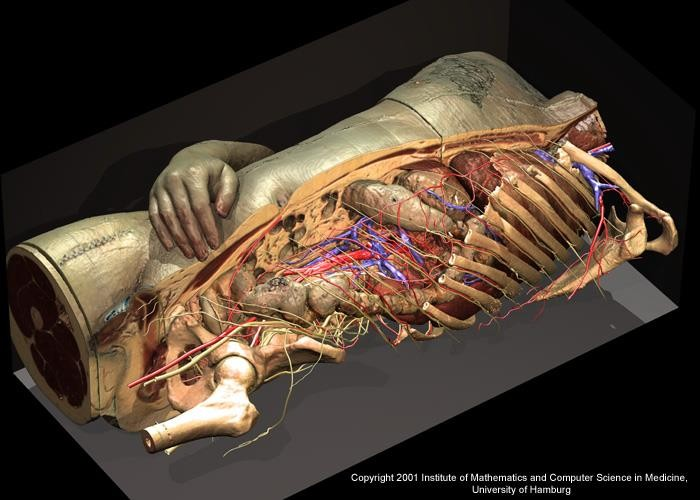 Copyright 2001 Institute of Mathematics and Computer Science in Medicine,
University of Hamburg